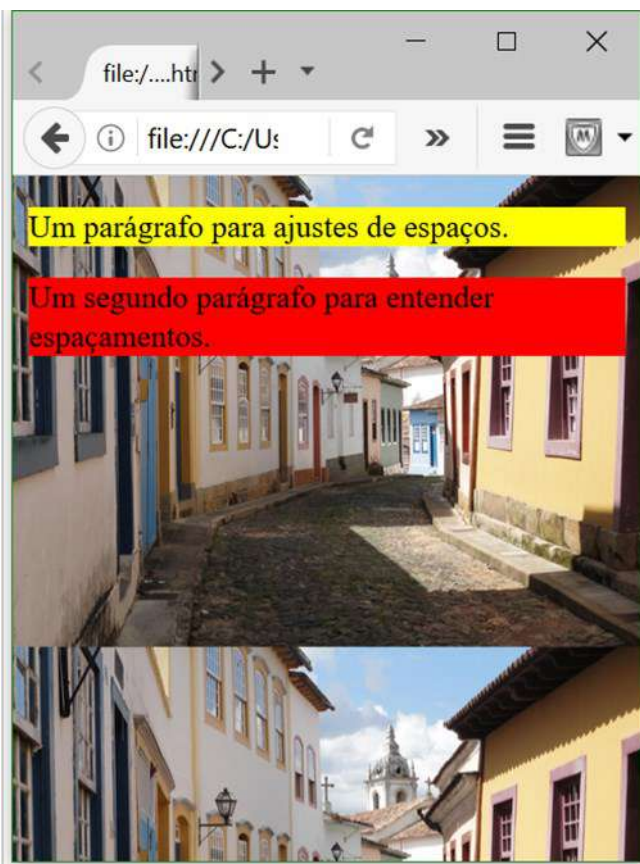 file:/....htr
file:///C:/Us
Um parágrafo para ajustes de espaços.
Um segundo parágrafo para entender
espaçamentos.